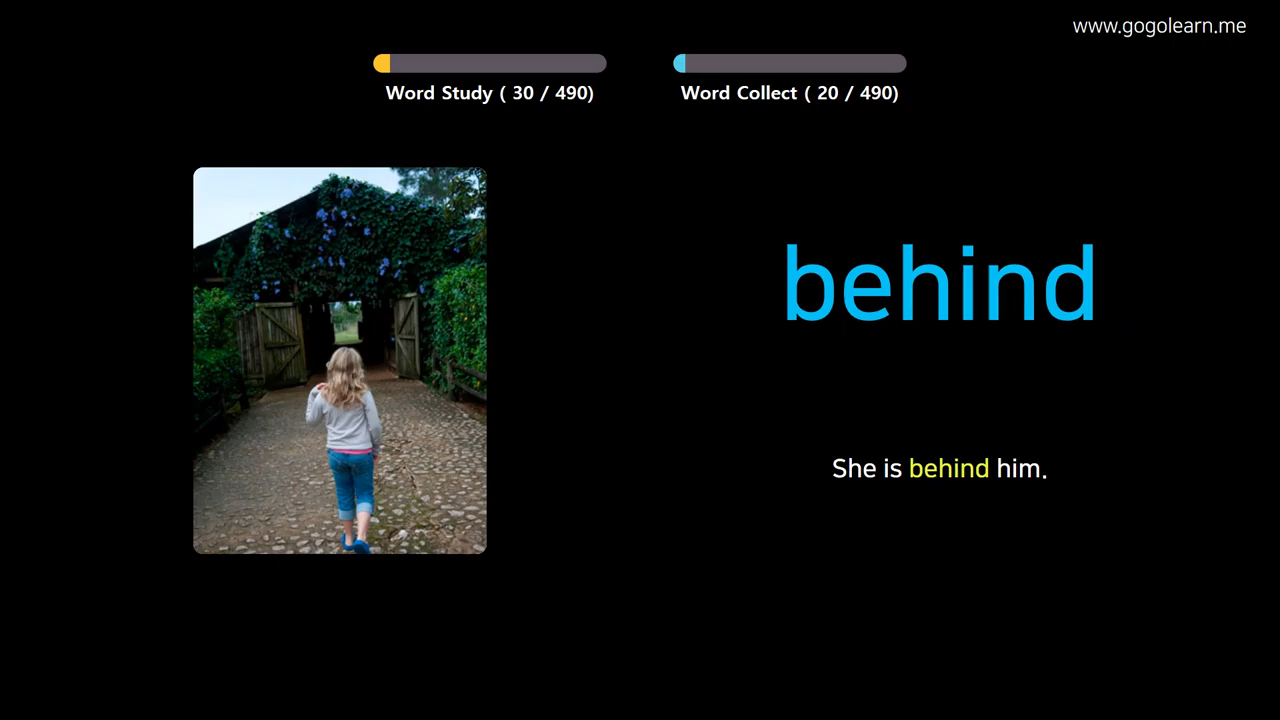 www.gogolearn.me
Word Study ( 30 / 490)
Word Collect ( 20 / 490)
behind
She is behind him.